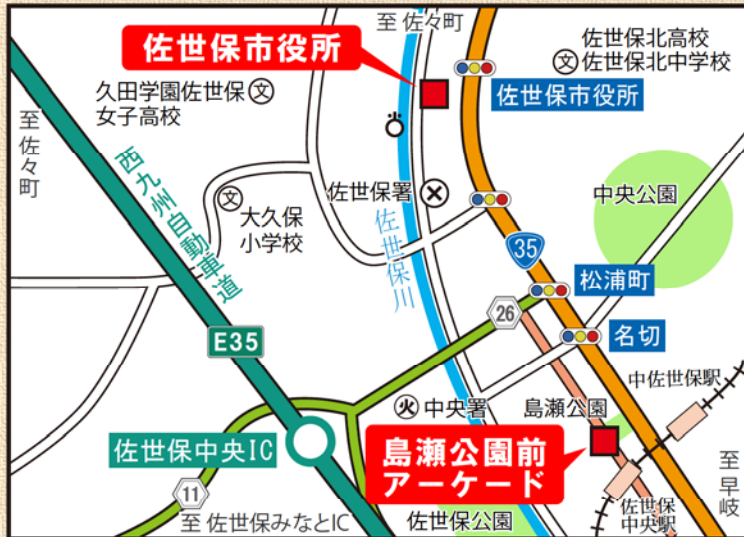 至 佐々町
佐世保市役所
佐世保北高校
文 佐世保北中学校
久田学園佐世保 文
女子高校
佐世保市役所
至 佐々町
西九州自動車道
文
大久保
小学校
佐世保署
佐世保川
中央公園
35
松浦町
26
名切
E35
中佐世保駅
火 中央署
島瀬公園
佐世保中央IC
島瀬公園前
アーケード
至 早岐
11
至 佐世保みなとIC
佐世保公園
佐世保
中央駅